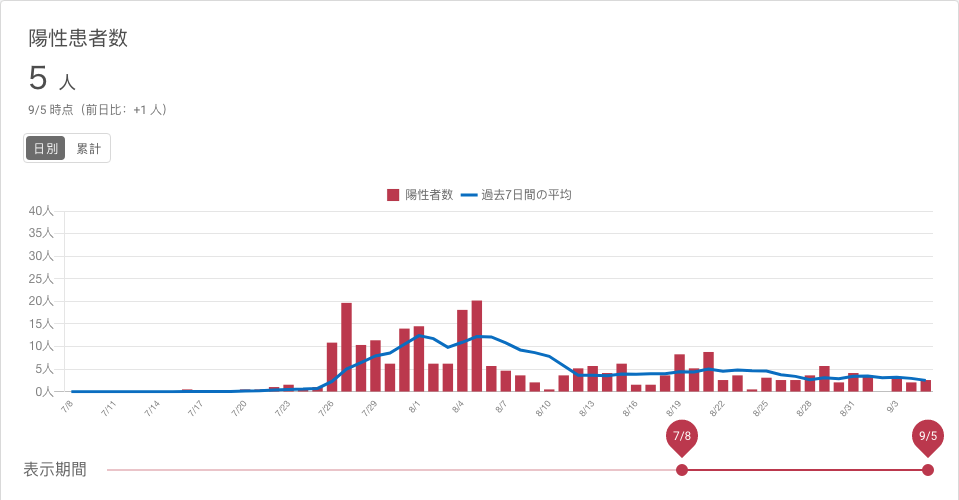 陽性患者数
5 人
9/5 時点（前日比：+1 人）
日別 累計
陽性者数 過去7日間の平均
40人
35人
30人
25人
20人
15人
10人
5人
0人
7/8 7/11 7/14 7/17 7/20 7/23 7/26 7/29 8/1 8/4 8/7 8/10 8/13 8/16 8/19 8/22 8/25 8/28 8/31 9/3
7/8 9/5
表示期間